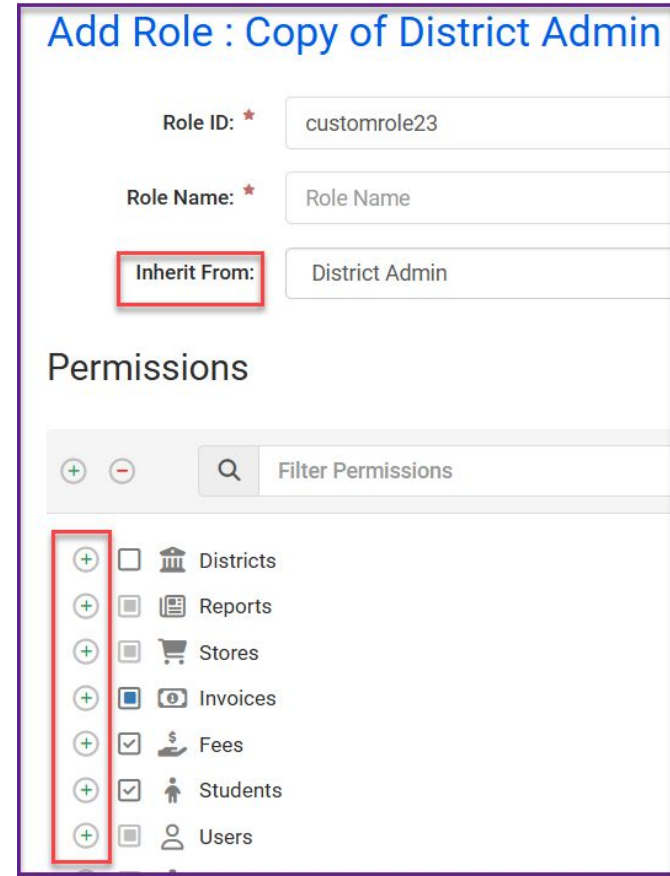 Add Role : Copy of District Admin
Role ID: * customrole23
Role Name: * Role Name
Inherit From: District Admin
Permissions
Filter Permissions
Districts
Reports
Stores
Invoices
Fees
Students
Users